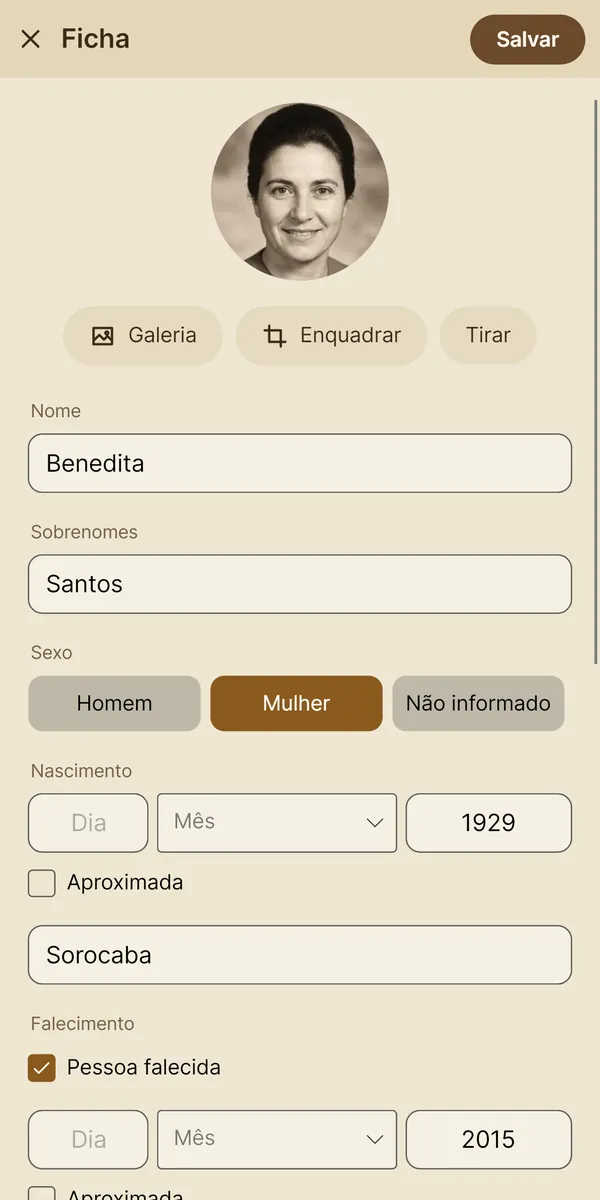 Ficha
Salvar
Galeria
Enquadrar
Tirar
Nome
Benedita
Sobrenomes
Santos
Sexo
Homem
Mulher
Não informado
Nascimento
Dia
Mês
1929
Aproximada
Sorocaba
Falecimento
Pessoa falecida
Dia
Mês
2015
Aproximada